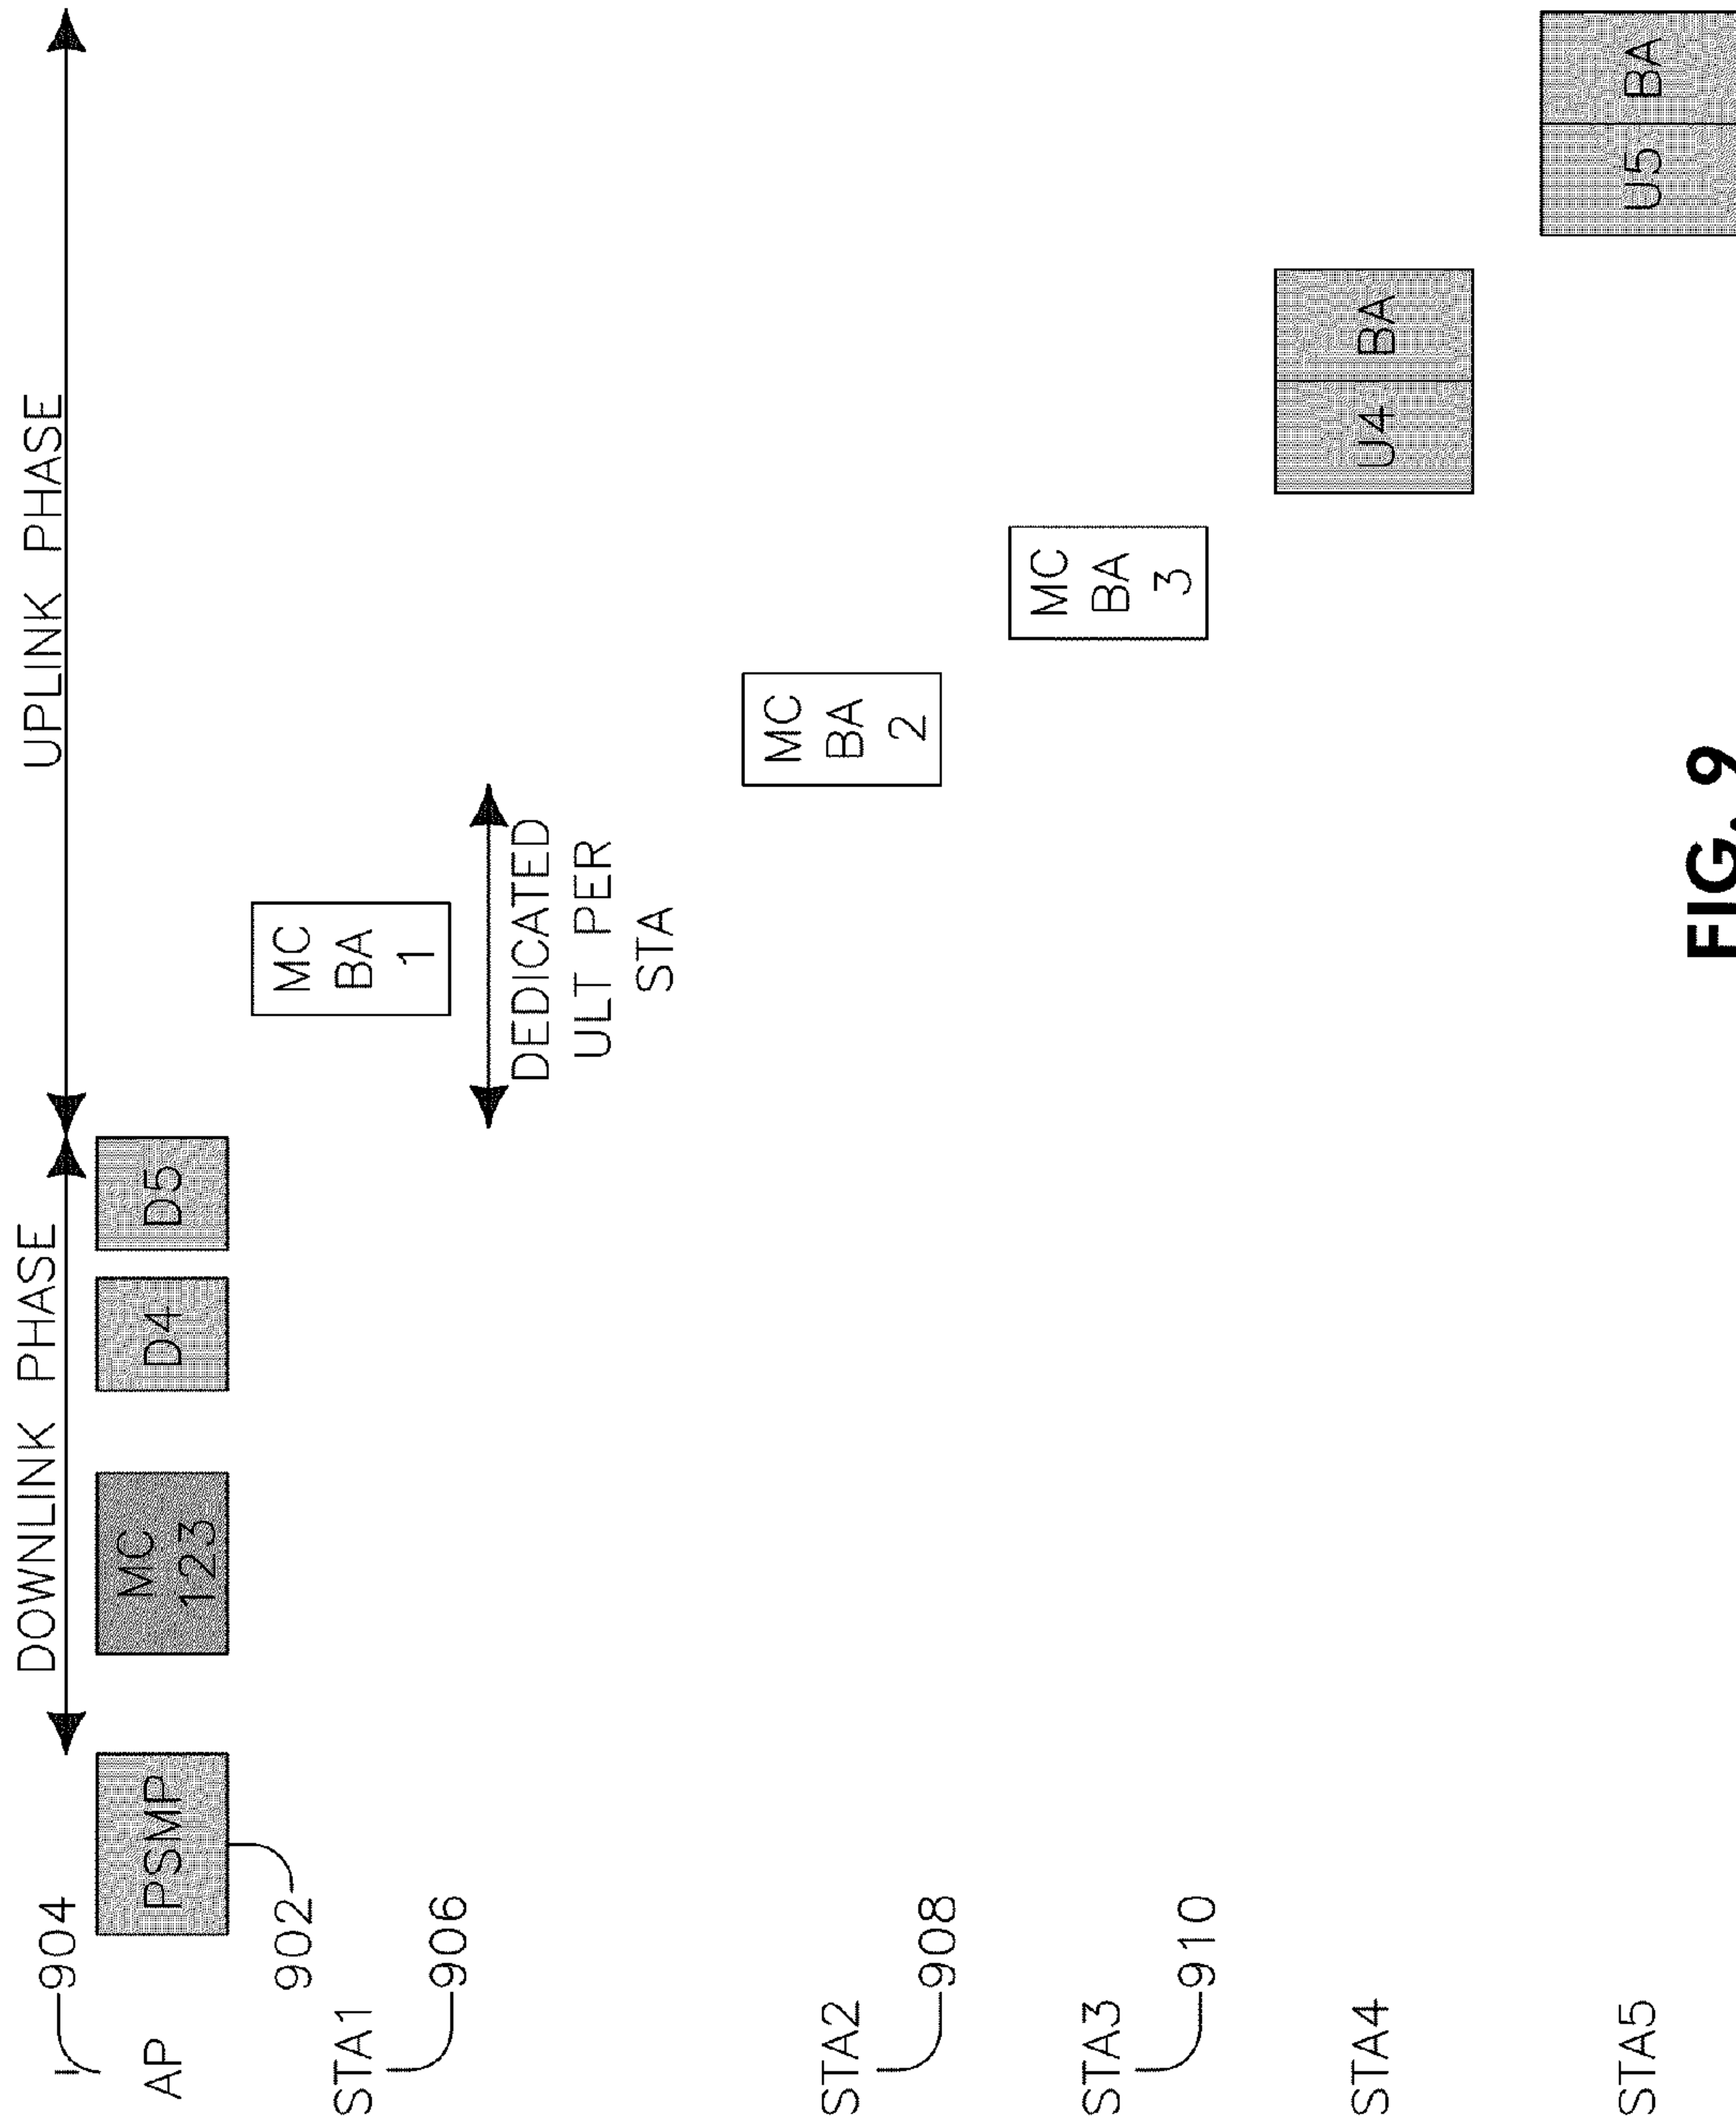 DOWNLINK PHASE
UPLINK PHASE
904
AP
PSMP
MC
123
D4
D5
902
STA1
906
MC
BA
1
DEDICATED
ULT PER
STA
STA2
908
MC
BA
2
STA3
910
MC
BA
3
STA4
U4 BA
STA5
U5 BA
FIG. 9